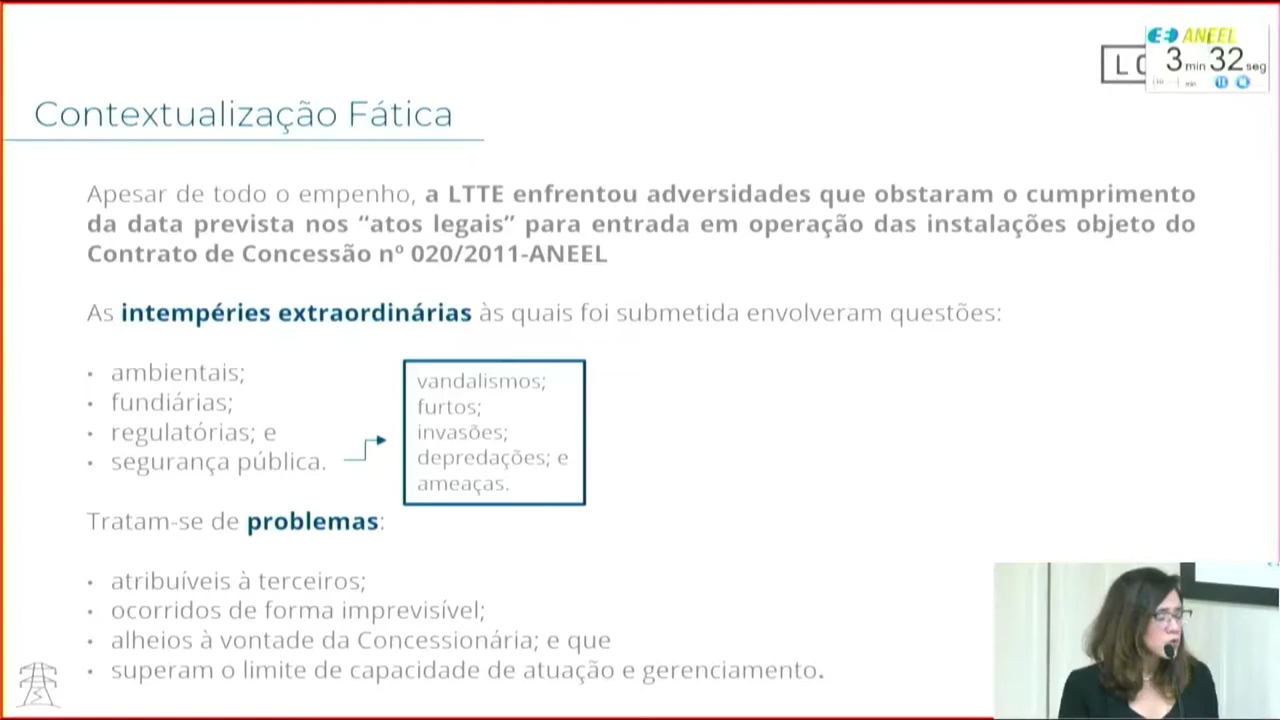 ANEEL
3 min 32 seg
Contextualização Fática
Apesar de todo o empenho, a LTTE enfrentou adversidades que obstaram o cumprimento
da data prevista nos “atos legais” para entrada em operação das instalações objeto do
Contrato de Concessão nº 020/2011-ANEEL
As intempéries extraordinárias às quais foi submetida envolveram questões:
• ambientais;
• fundiárias;
• regulatórias; e
• segurança pública.
vandalismos;
furtos;
invasões;
depredações; e
ameaças.
Tratam-se de problemas:
• atribuíveis à terceiros;
• ocorridos de forma imprevisível;
• alheios à vontade da Concessionária; e que
• superam o limite de capacidade de atuação e gerenciamento.